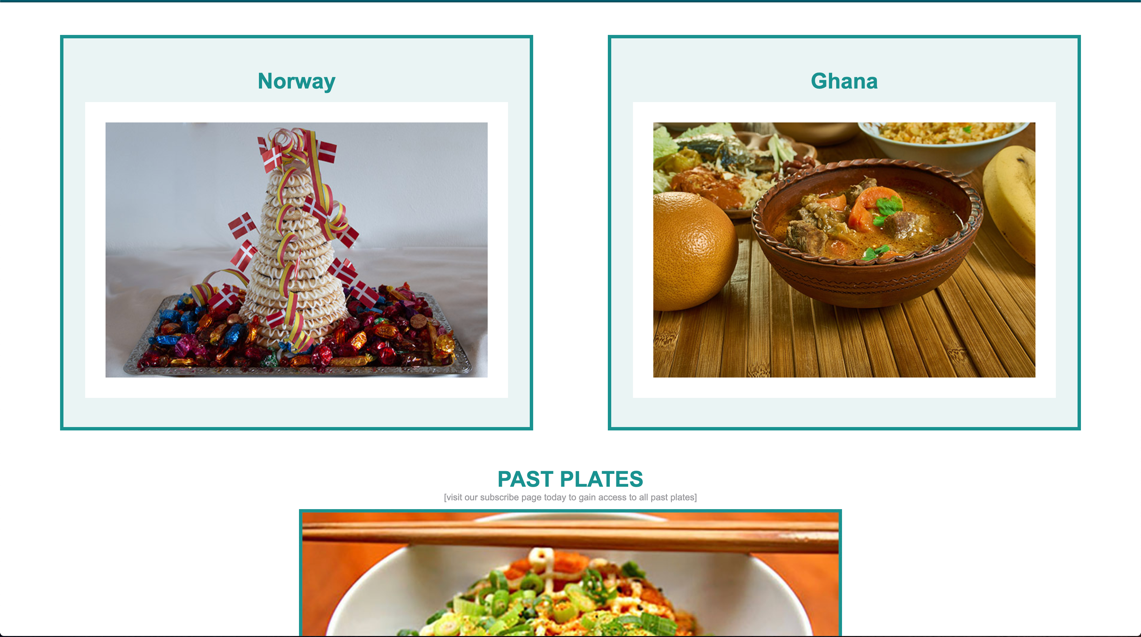 Norway
Ghana
PAST PLATES
[visit our subscribe page today to gain access to all past plates]